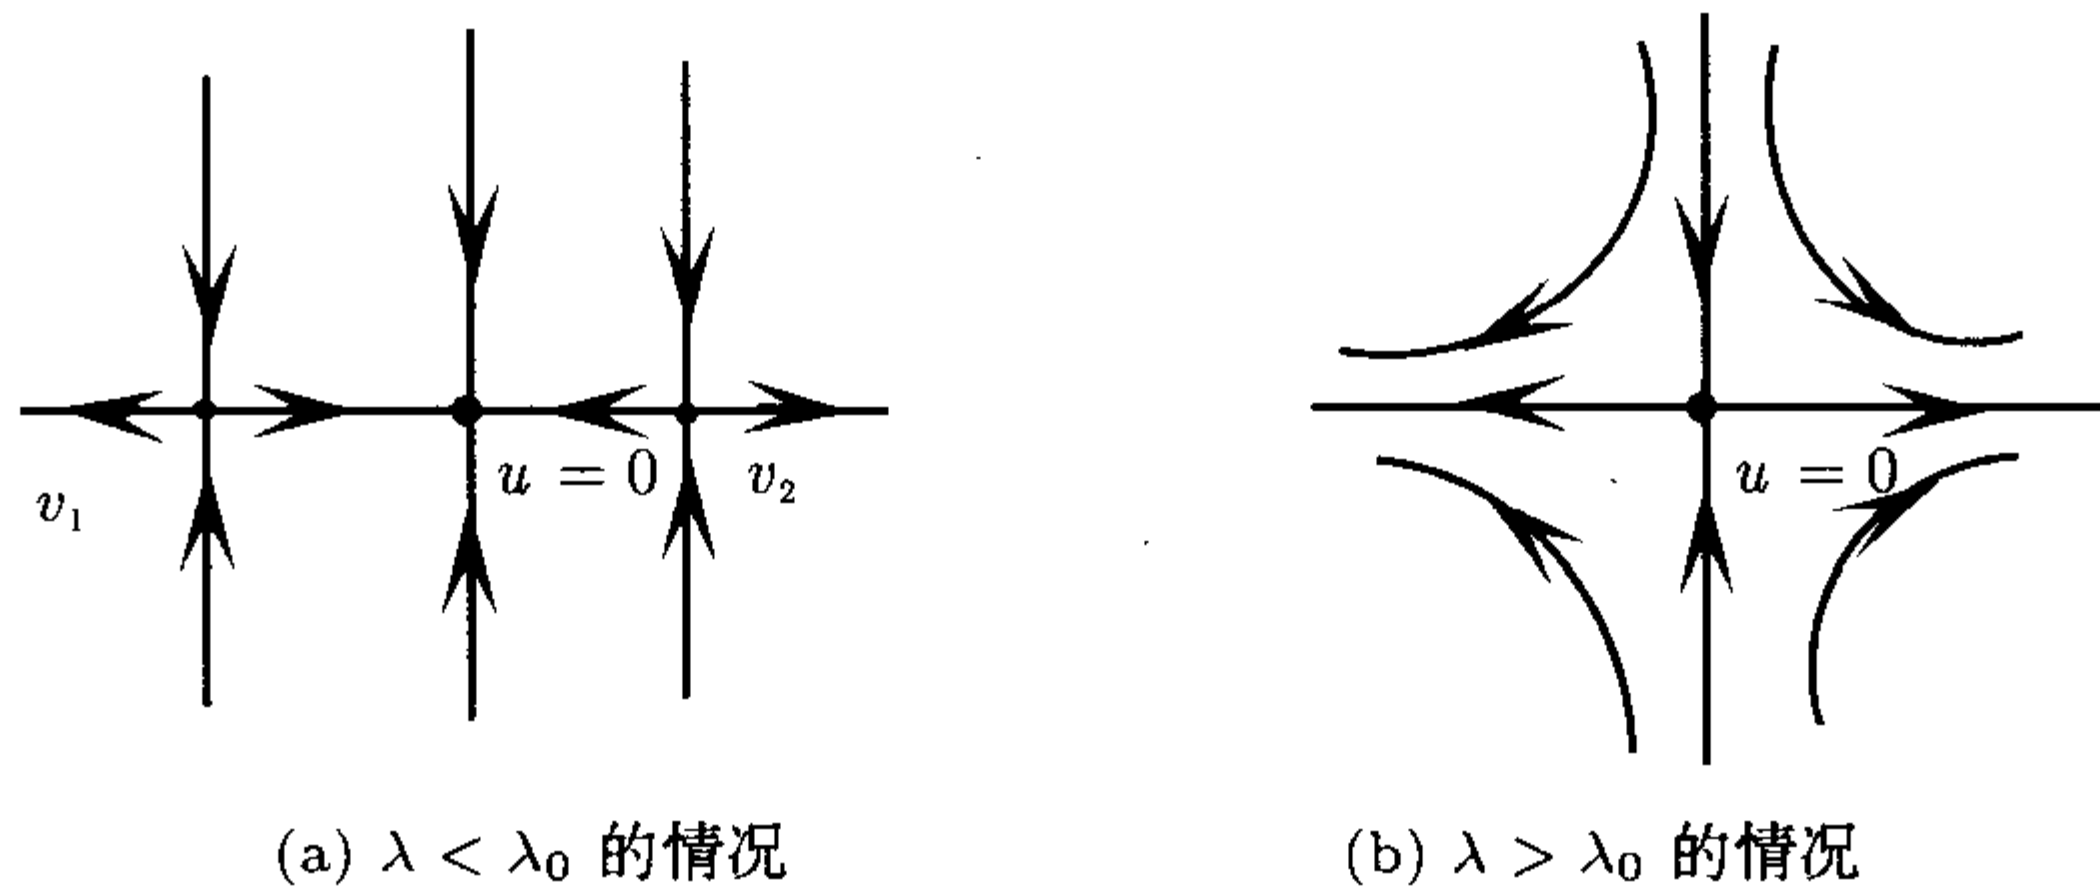 u = 0
v₁
v₂
u = 0
(a) λ < λ₀ 的情况
(b) λ > λ₀ 的情况